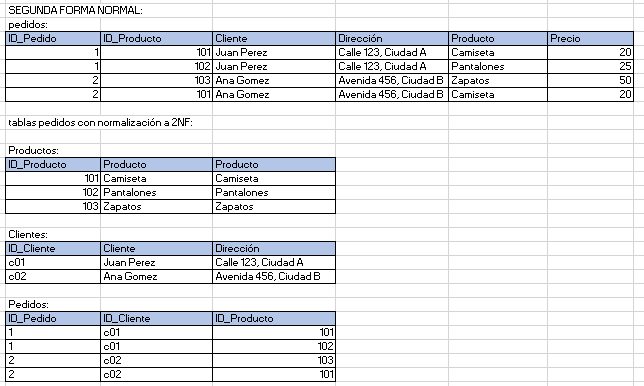 SEGUNDA FORMA NORMAL:
pedidos:
ID_Pedido ID_Producto Cliente Dirección Producto Precio
1 101 Juan Perez Calle 123, Ciudad A Camiseta 20
1 102 Juan Perez Calle 123, Ciudad A Pantalones 25
2 103 Ana Gomez Avenida 456, Ciudad B Zapatos 50
2 101 Ana Gomez Avenida 456, Ciudad B Camiseta 20
tablas pedidos con normalización a 2NF:
Productos:
ID_Producto Producto Producto
101 Camiseta Camiseta
102 Pantalones Pantalones
103 Zapatos Zapatos
Clientes:
ID_Cliente Cliente Dirección
c01 Juan Perez Calle 123, Ciudad A
c02 Ana Gomez Avenida 456, Ciudad B
Pedidos:
ID_Pedido ID_Cliente ID_Producto
1 c01 101
1 c01 102
2 c02 103
2 c02 101